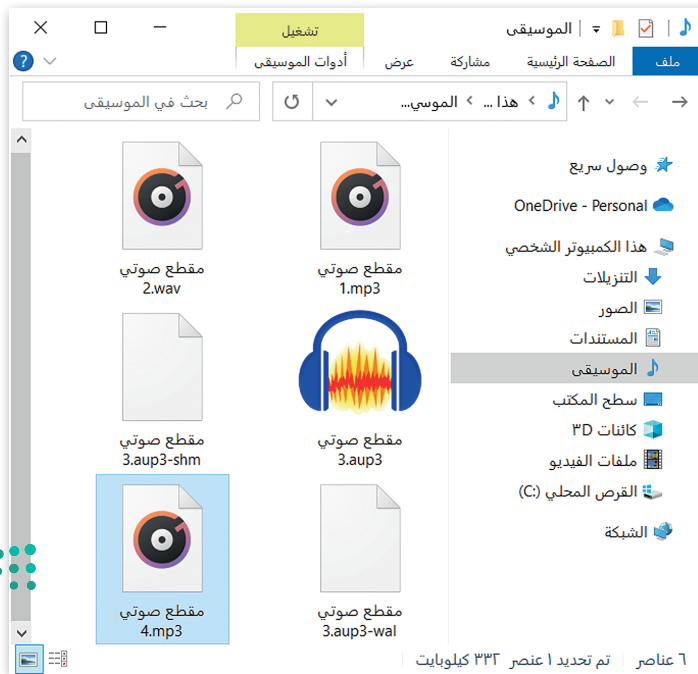 الموسيقى
تشغيل
ملف
الصفحة الرئيسية
مشاركة
عرض
أدوات الموسيقى
?
هذا ... الموسي...
بحث في الموسيقى
وصول سريع
OneDrive - Personal
هذا الكمبيوتر الشخصي
التنزيلات
الصور
المستندات
الموسيقى
سطح المكتب
كائنات ٣D
ملفات الفيديو
القرص المحلي (C:)
الشبكة
مقطع صوتي
1.mp3
مقطع صوتي
2.wav
مقطع صوتي
3.aup3
مقطع صوتي
3.aup3-shm
مقطع صوتي
3.aup3-wal
مقطع صوتي
4.mp3
٦ عناصر
تم تحديد ١ عنصر ٣٣٢ كيلوبايت